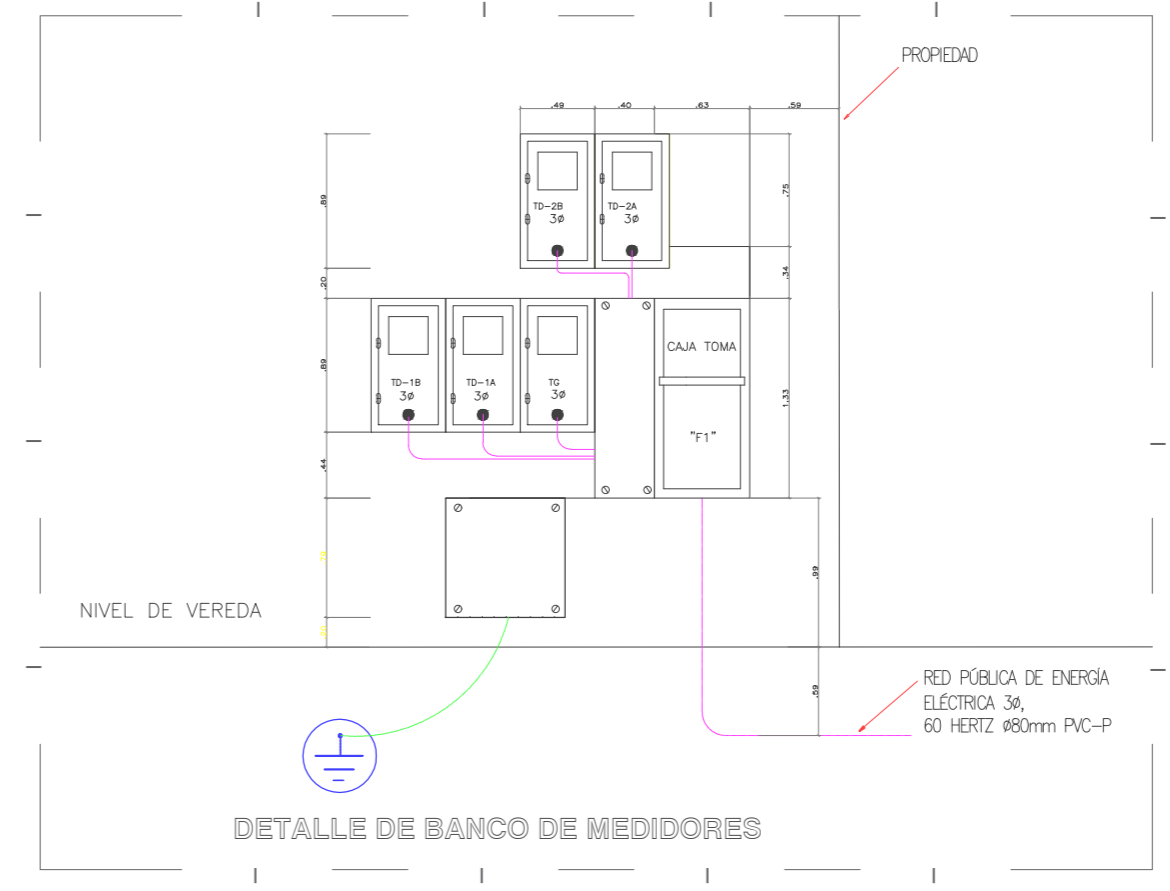 PROPIEDAD
.49 .40 .63 .59
.89
.75
TD-2B
3ø
TD-2A
3ø
.20
.34
CAJA TOMA
.89
TD-1B
3ø
TD-1A
3ø
TG
3ø
1.33
"F1"
.44
.99
NIVEL DE VEREDA
.59
RED PÚBLICA DE ENERGÍA
ELÉCTRICA 3ø,
60 HERTZ ø80mm PVC-P
DETALLE DE BANCO DE MEDIDORES